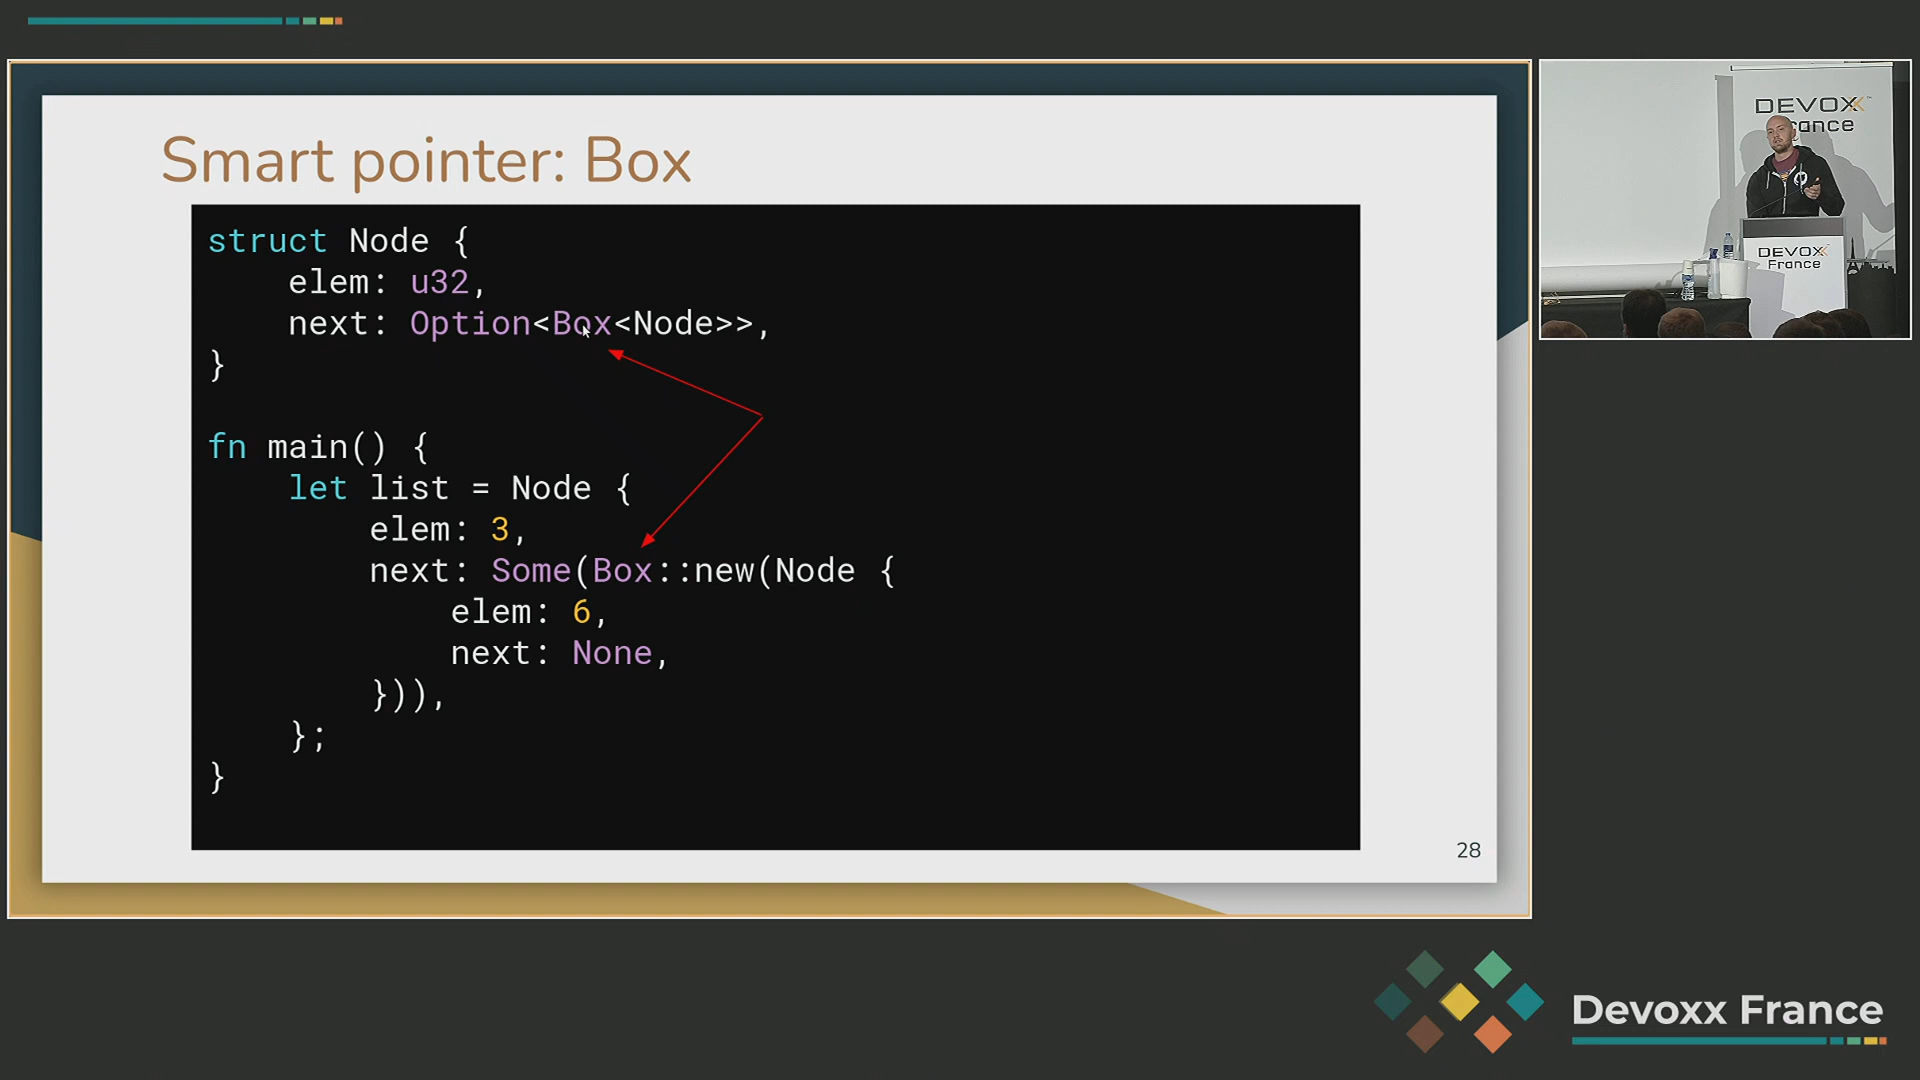 Smart pointer: Box
struct Node {
    elem: u32,
    next: Option<Box<Node>>,
}
fn main() {
    let list = Node {
        elem: 3,
        next: Some(Box::new(Node {
            elem: 6,
            next: None,
        })),
    };
}
28
DEVOXX
France
DEVOXX
France
Devoxx France